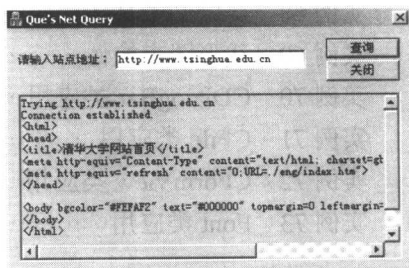 Que's Net Query
请输入站点地址： http://www.tsinghua.edu.cn
查询
关闭
Trying http://www.tsinghua.edu.cn
Connection established.
<html>
<head>
<title>清华大学网站首页</title>
<meta http-equiv="Content-Type" content="text/html; charset=gb
<meta http-equiv="refresh" content="0;URL=./eng/index.htm">
</head>
<body bgcolor="#FEFAF2" text="#000000" topmargin=0 leftmargin=
</body>
</html>